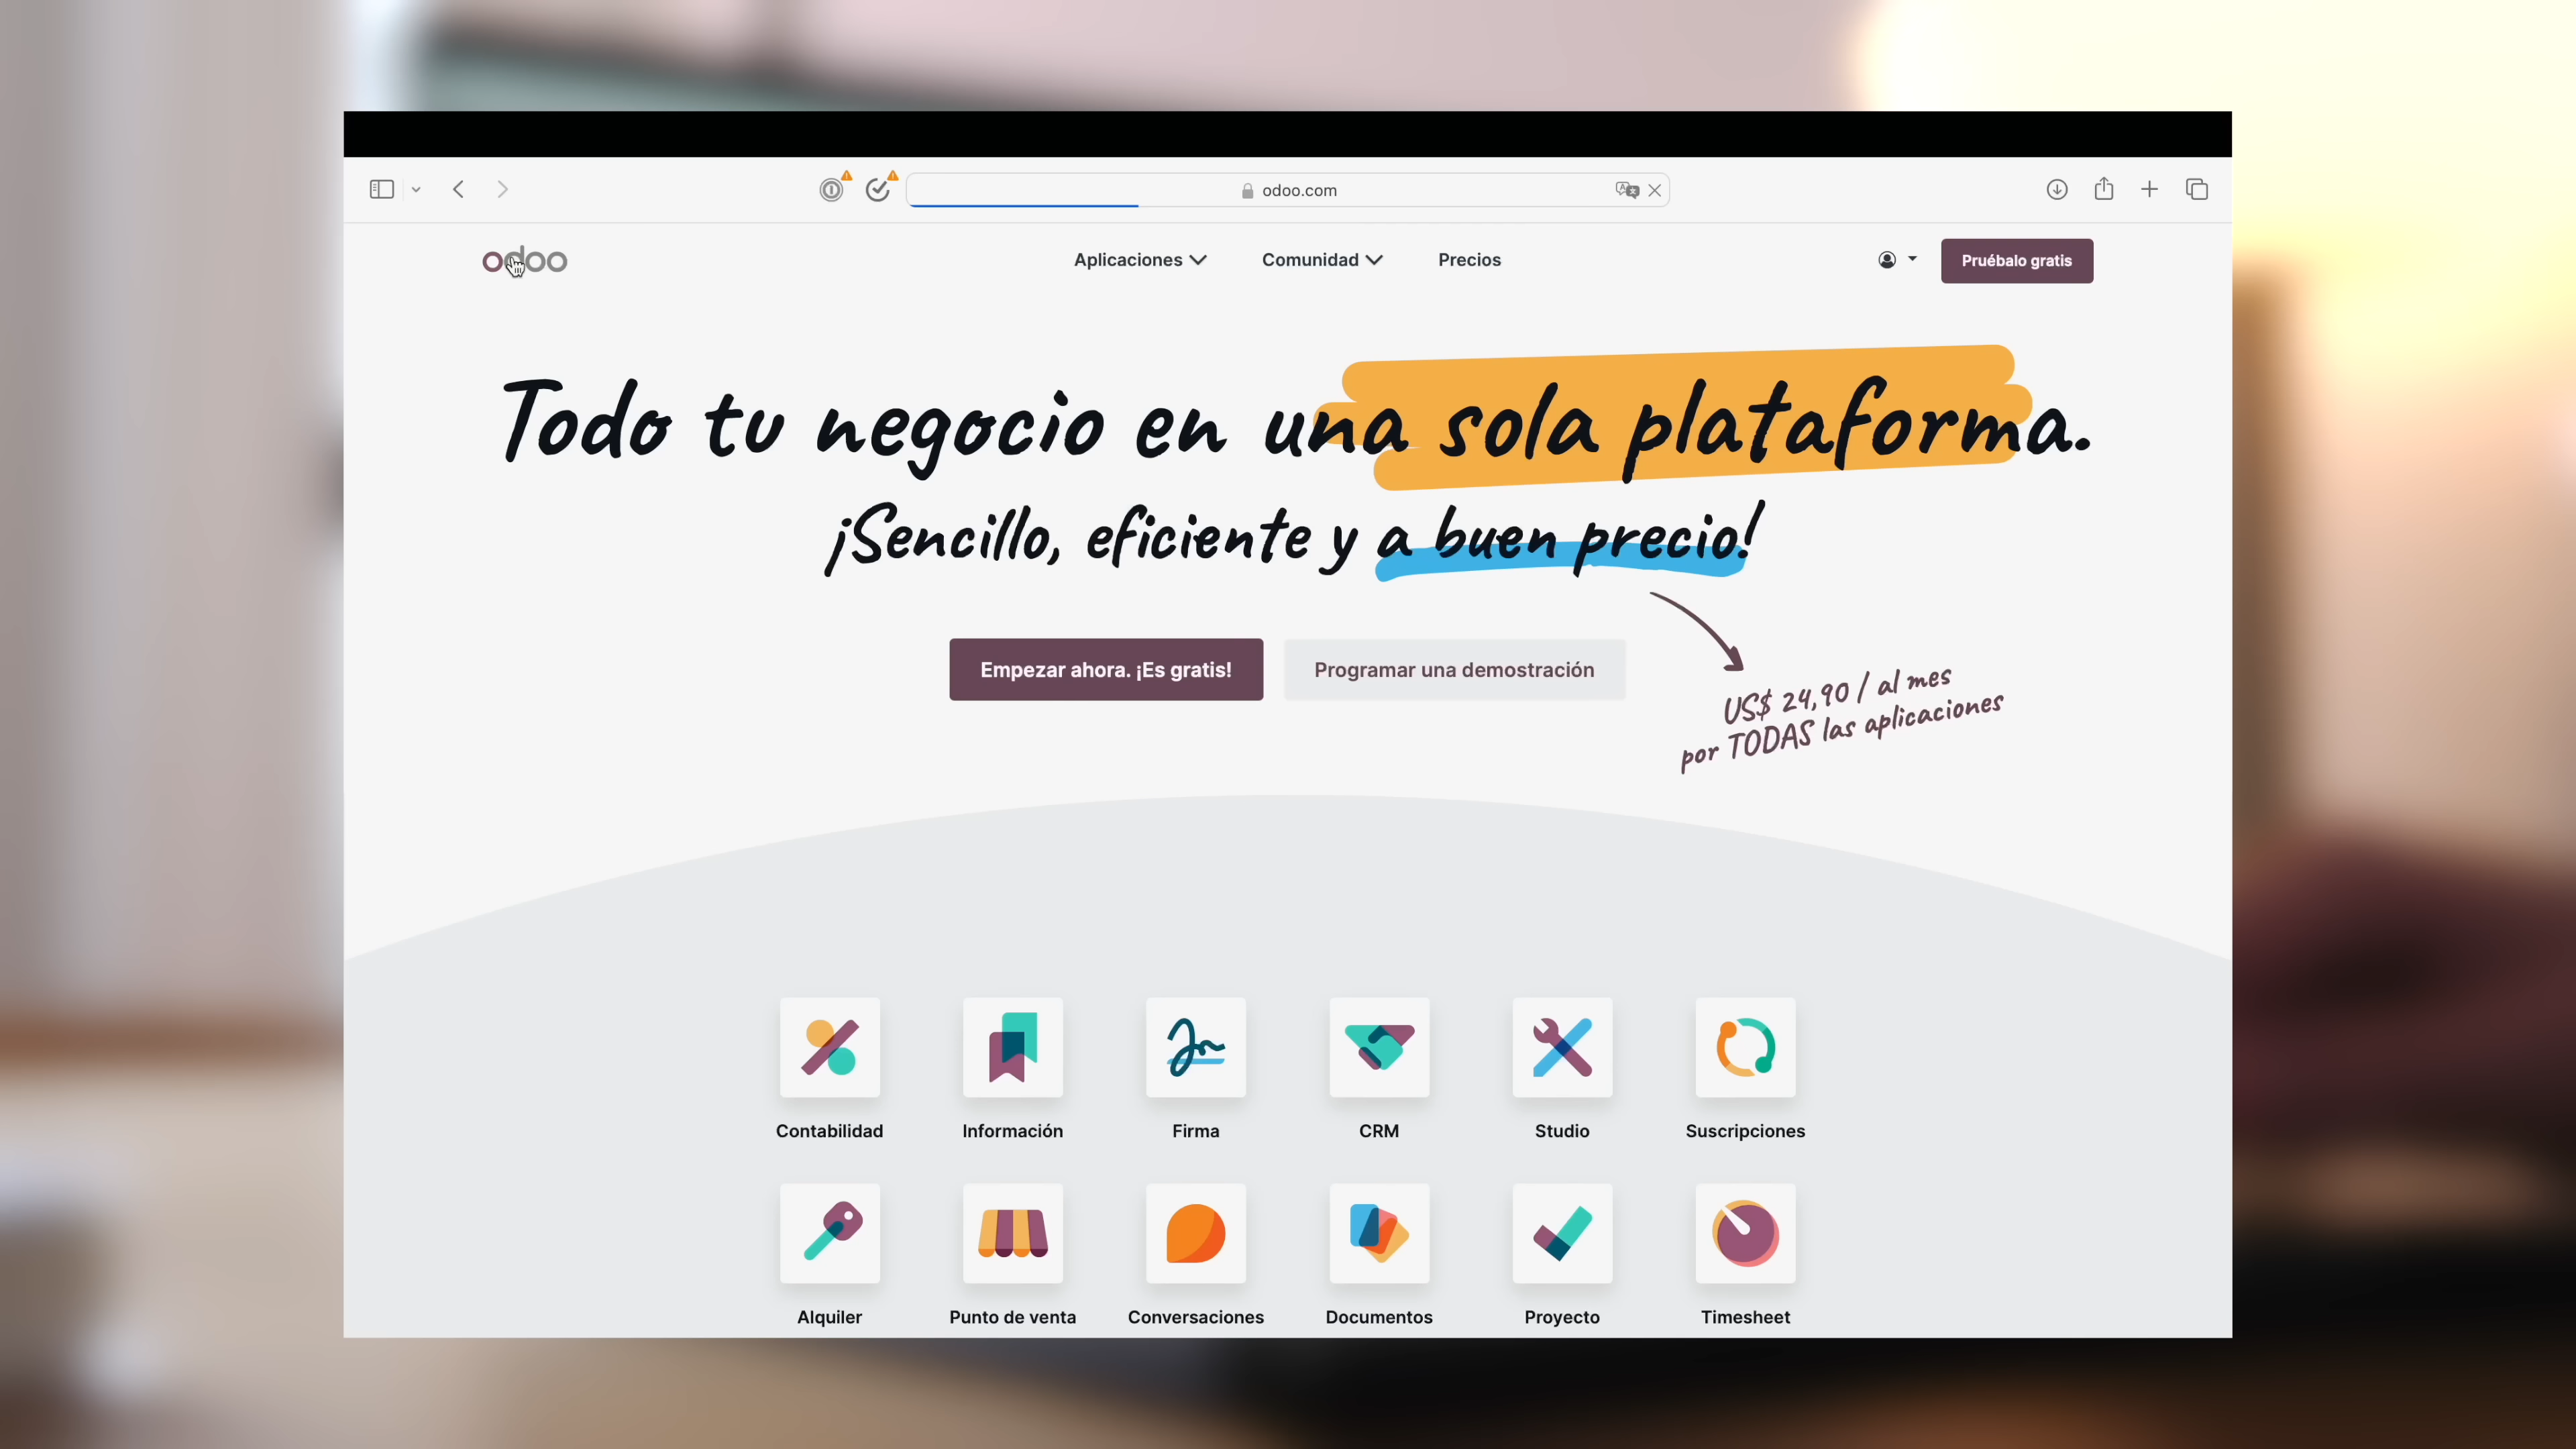 odoo.com
odoo
Aplicaciones
Comunidad
Precios
Pruébalo gratis
Todo tu negocio en una sola plataforma.
¡Sencillo, eficiente y a buen precio!
Empezar ahora. ¡Es gratis!
Programar una demostración
US$ 24,90 / al mes
por TODAS las aplicaciones
Contabilidad
Información
Firma
CRM
Studio
Suscripciones
Alquiler
Punto de venta
Conversaciones
Documentos
Proyecto
Timesheet